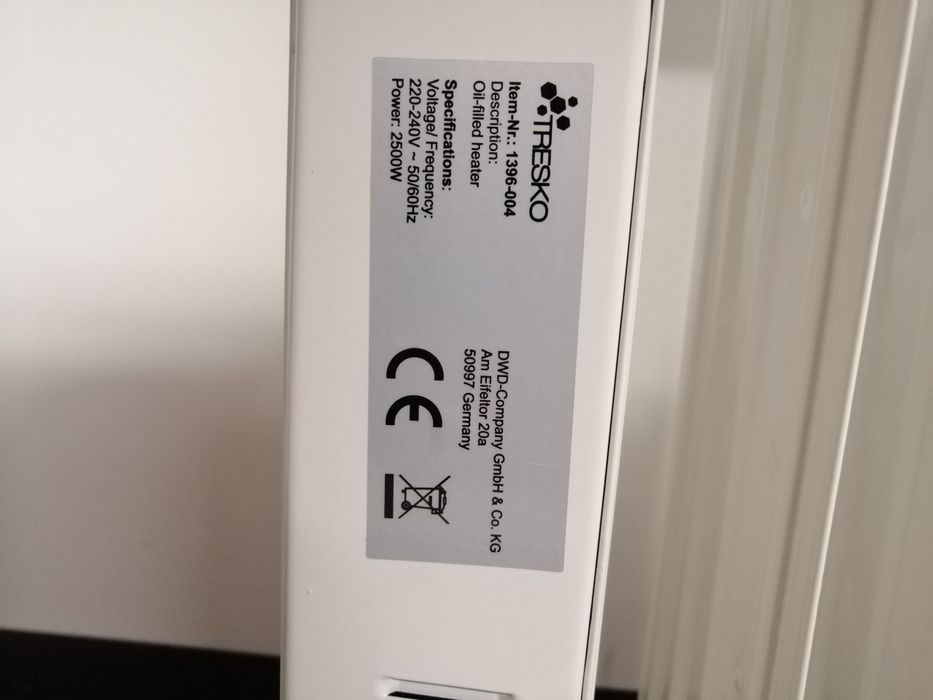 TRESKO
Item-Nr.: 1396-004
Description:
Oil-filled heater
Specifications:
Voltage/ Frequency:
220-240V ~ 50/60Hz
Power: 2500W
DWD-Company GmbH & Co. KG
Am Eifeltor 20a
50997 Germany
CE